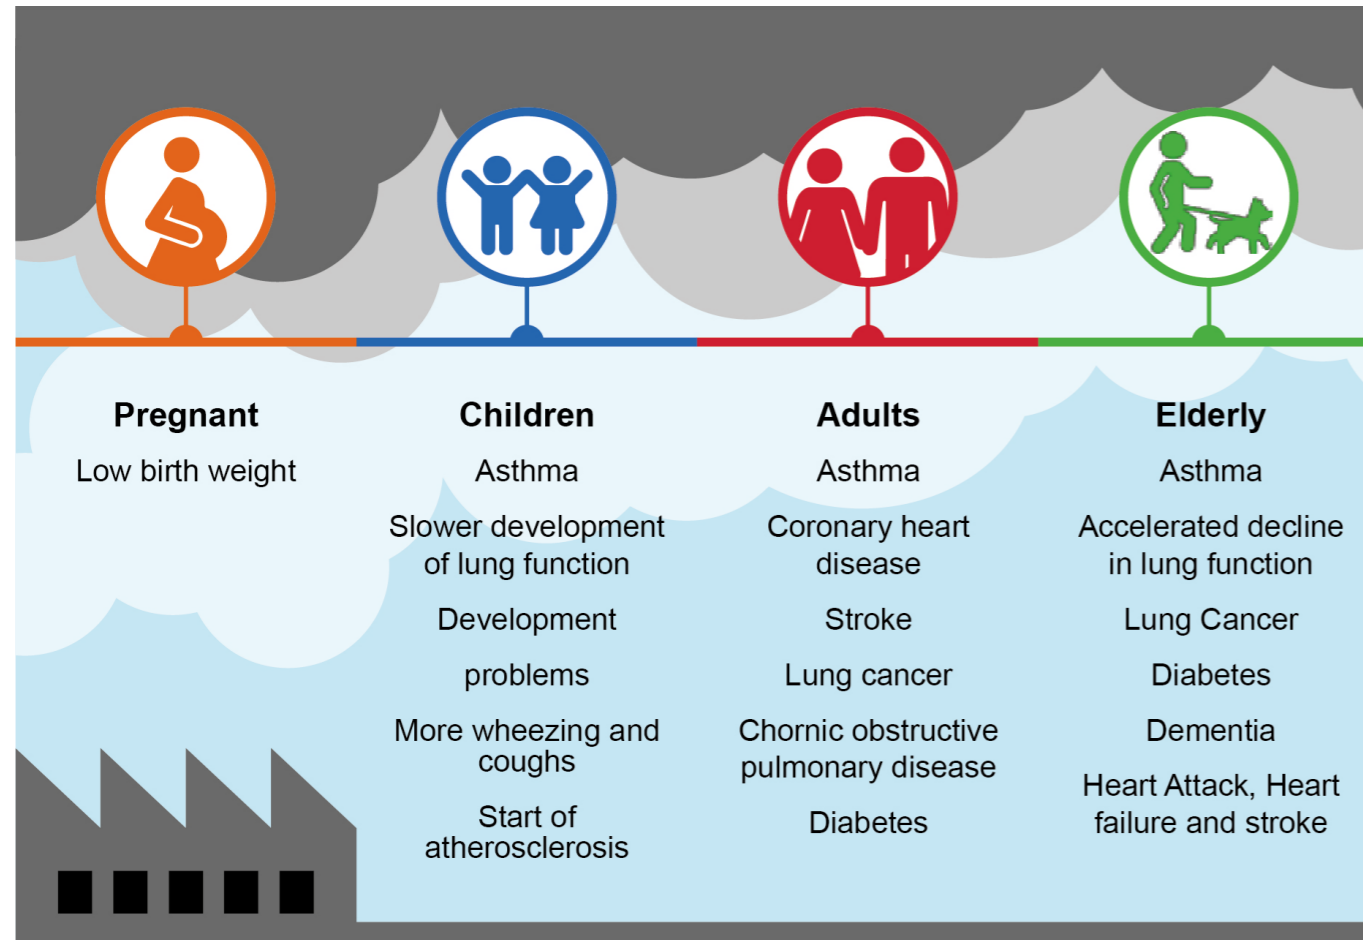 Pregnant
Low birth weight
Children
Asthma
Slower development
of lung function
Development
problems
More wheezing and
coughs
Start of
atherosclerosis
Adults
Asthma
Coronary heart
disease
Stroke
Lung cancer
Chornic obstructive
pulmonary disease
Diabetes
Elderly
Asthma
Accelerated decline
in lung function
Lung Cancer
Diabetes
Dementia
Heart Attack, Heart
failure and stroke